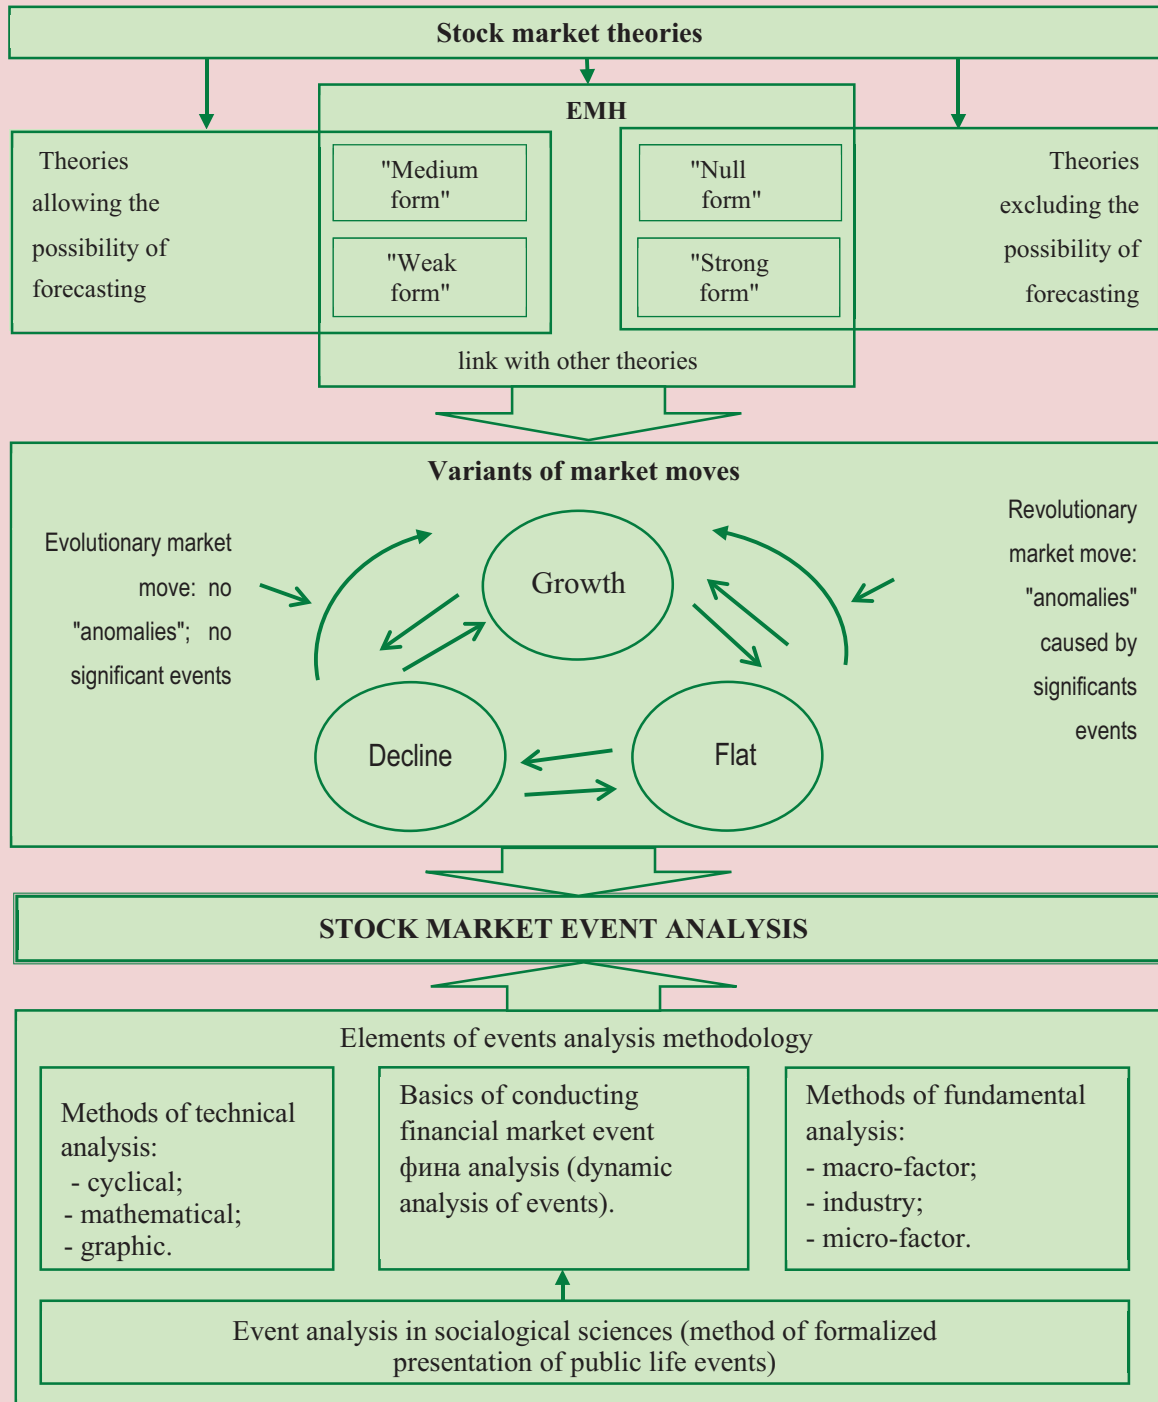 Stock market theories
EMH
Theories
allowing the
possibility of
forecasting
"Medium
form"
"Weak
form"
"Null
form"
"Strong
form"
Theories
excluding the
possibility of
forecasting
link with other theories
Variants of market moves
Evolutionary market
move: no
"anomalies"; no
significant events
Growth
Decline
Flat
Revolutionary
market move:
"anomalies"
caused by
significants
events
STOCK MARKET EVENT ANALYSIS
Elements of events analysis methodology
Methods of technical
analysis:
- cyclical;
- mathematical;
- graphic.
Basics of conducting
financial market event
фина analysis (dynamic
analysis of events).
Methods of fundamental
analysis:
- macro-factor;
- industry;
- micro-factor.
Event analysis in socialogical sciences (method of formalized
presentation of public life events)